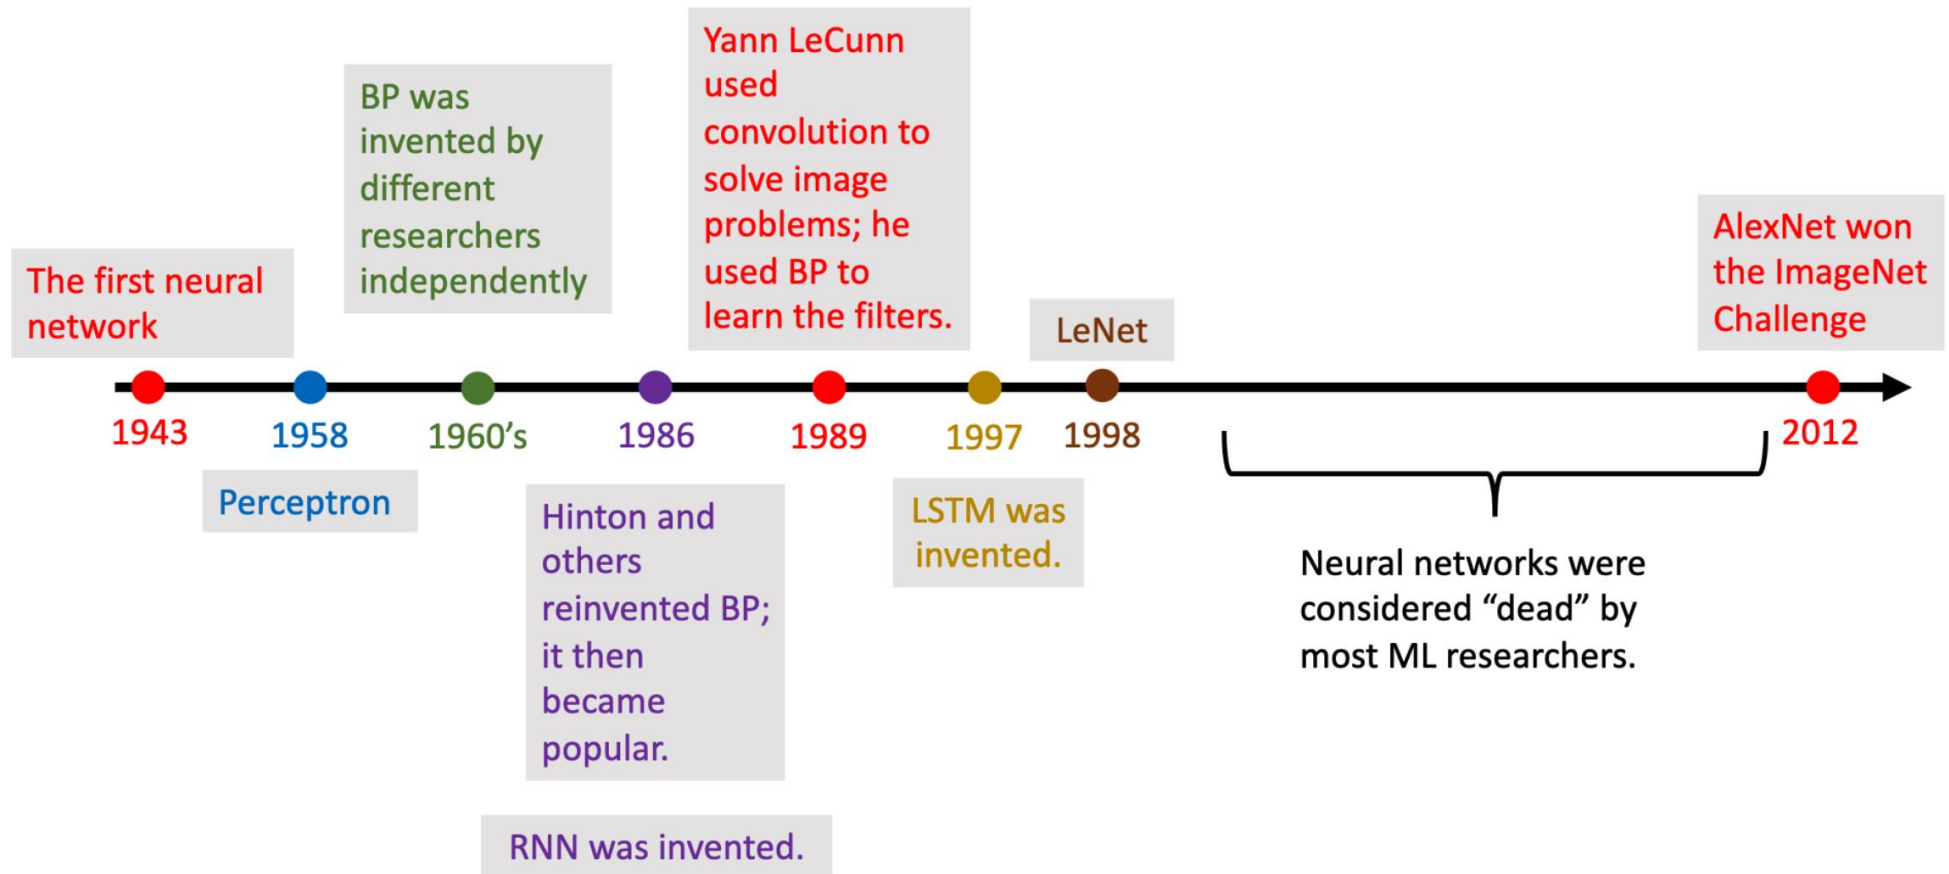 The first neural
network
1943
1958
Perceptron
BP was
invented by
different
researchers
independently
1960’s
1986
Hinton and
others
reinvented BP;
it then
became
popular.
RNN was invented.
Yann LeCunn
used
convolution to
solve image
problems; he
used BP to
learn the filters.
1989
1997
LSTM was
invented.
LeNet
1998
Neural networks were
considered “dead” by
most ML researchers.
AlexNet won
the ImageNet
Challenge
2012